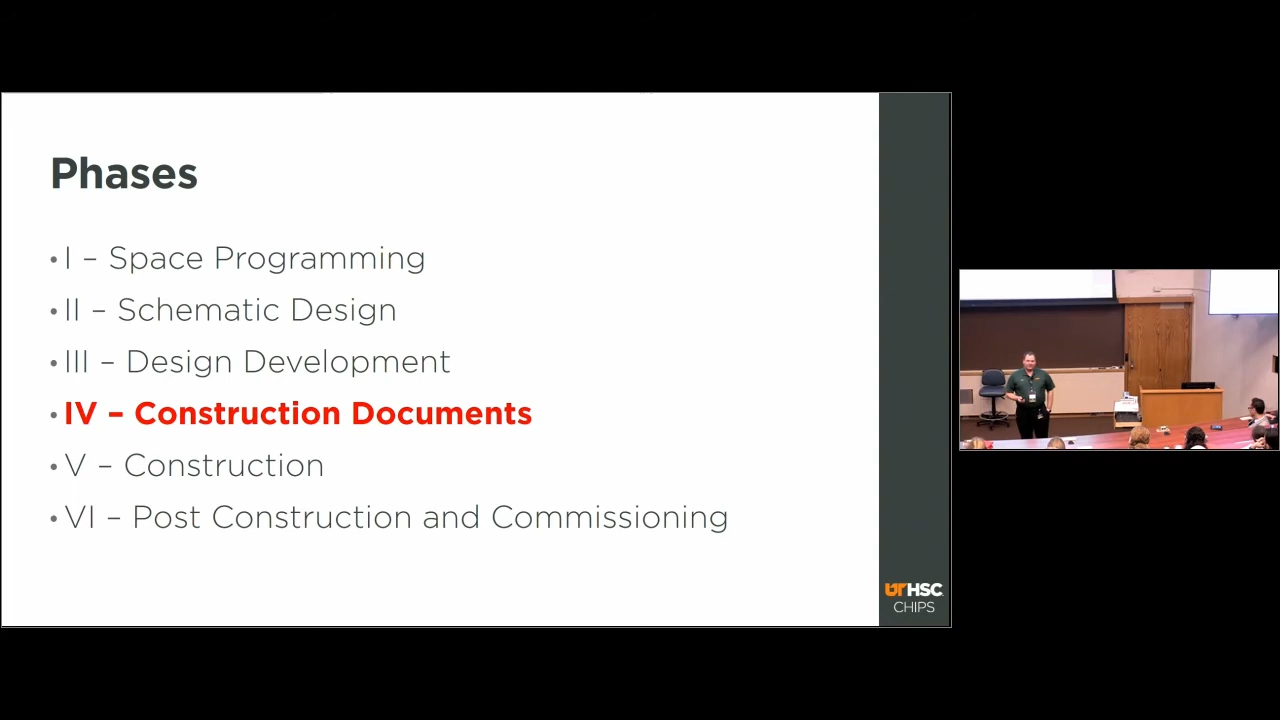 Phases
• I – Space Programming
• II – Schematic Design
• III – Design Development
• IV – Construction Documents
• V – Construction
• VI – Post Construction and Commissioning
UTHSC
CHIPS